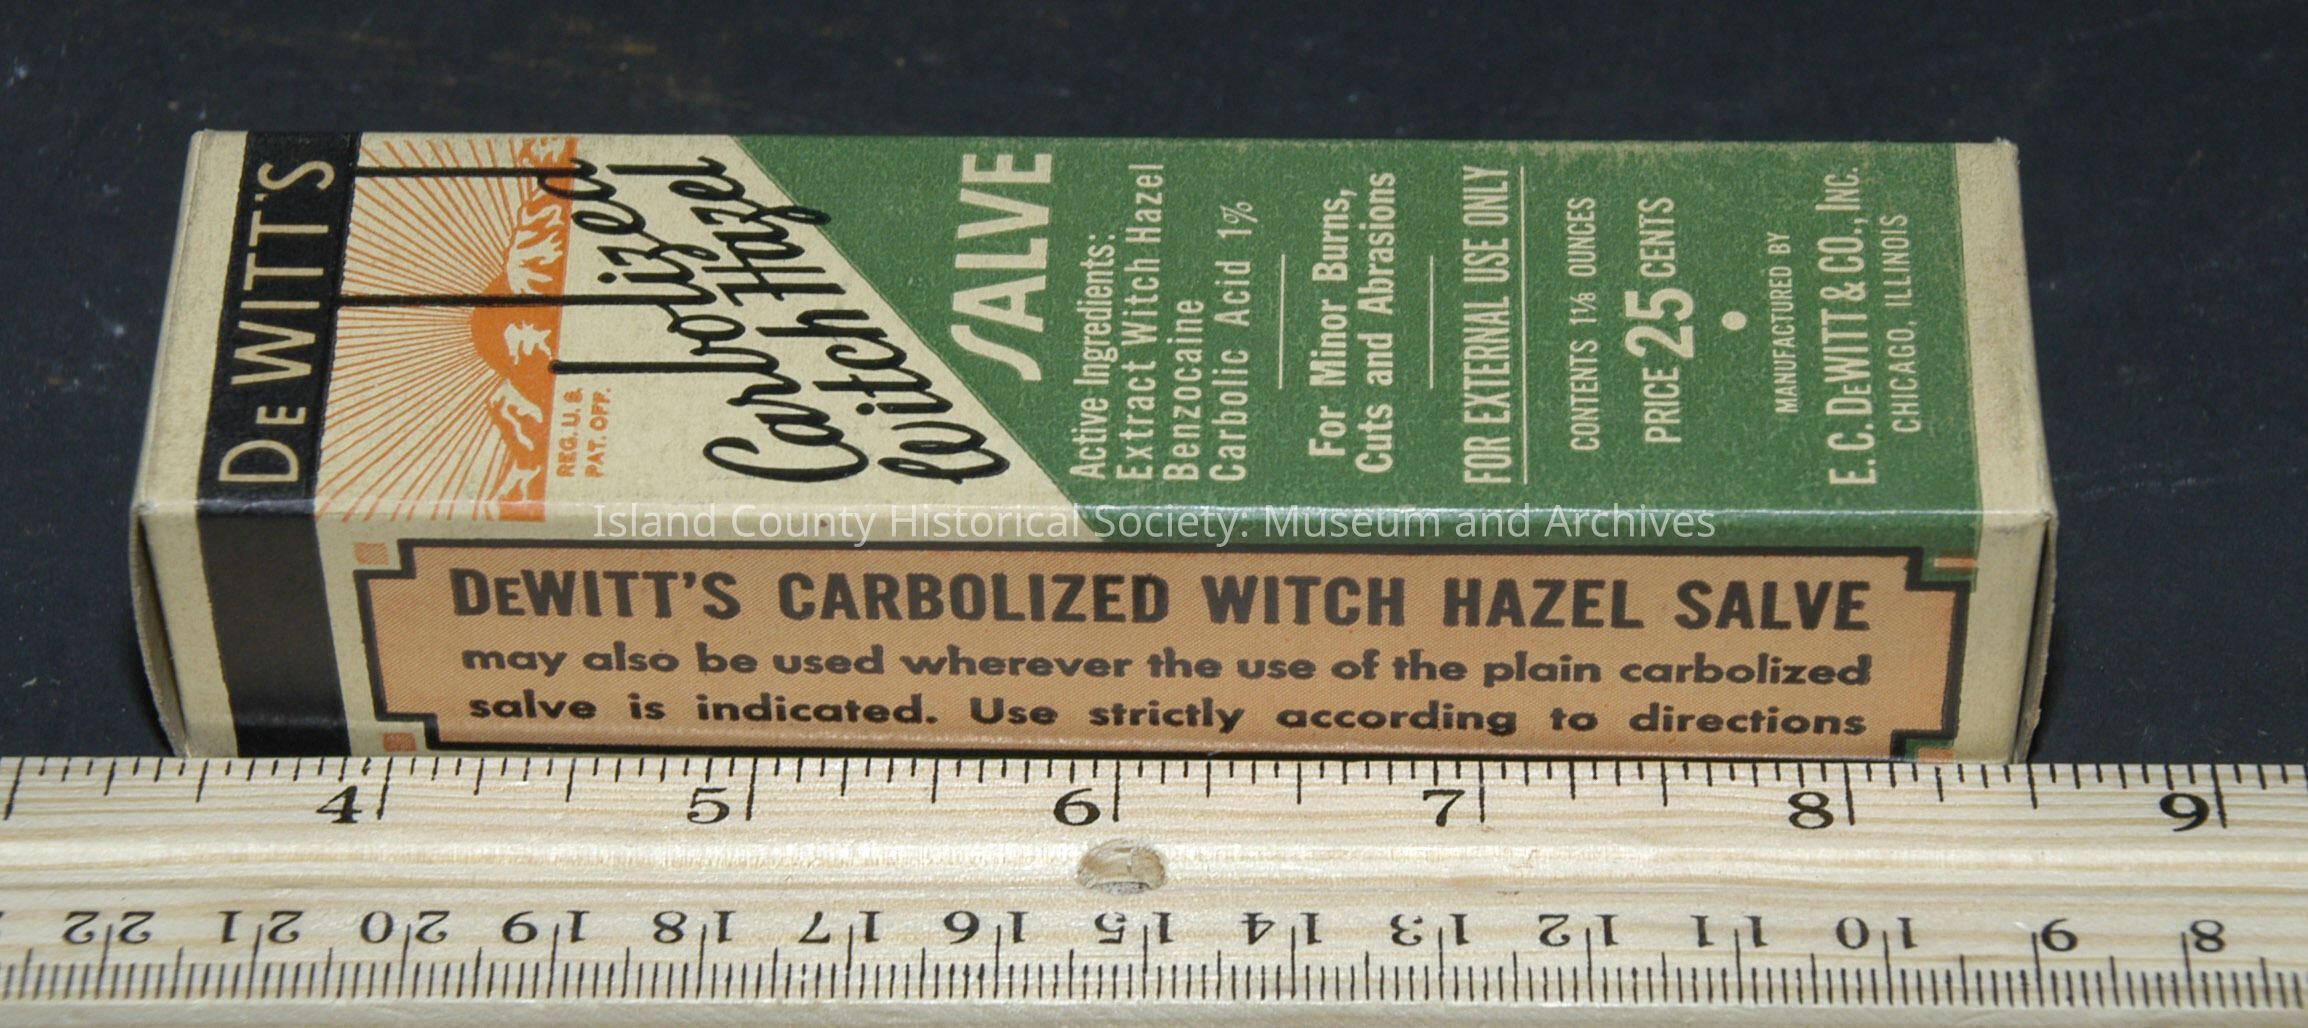 DEWITT'S
REG. U.S.
PAT. OFF.
Carbolized
Witch Hazel
SALVE
Active Ingredients:
Extract Witch Hazel
Benzocaine
Carbolic Acid 1%
For Minor Burns,
Cuts and Abrasions
FOR EXTERNAL USE ONLY
CONTENTS 1⅛ OUNCES
PRICE 25 CENTS
MANUFACTURED BY
E. C. DEWITT & CO., INC.
CHICAGO, ILLINOIS
Island County Historical Society: Museum and Archives
DEWITT'S CARBOLIZED WITCH HAZEL SALVE
may also be used wherever the use of the plain carbolized
salve is indicated. Use strictly according to directions
4 5 6 7 8 9
22 21 20 19 18 17 16 15 14 13 12 11 10 9 8